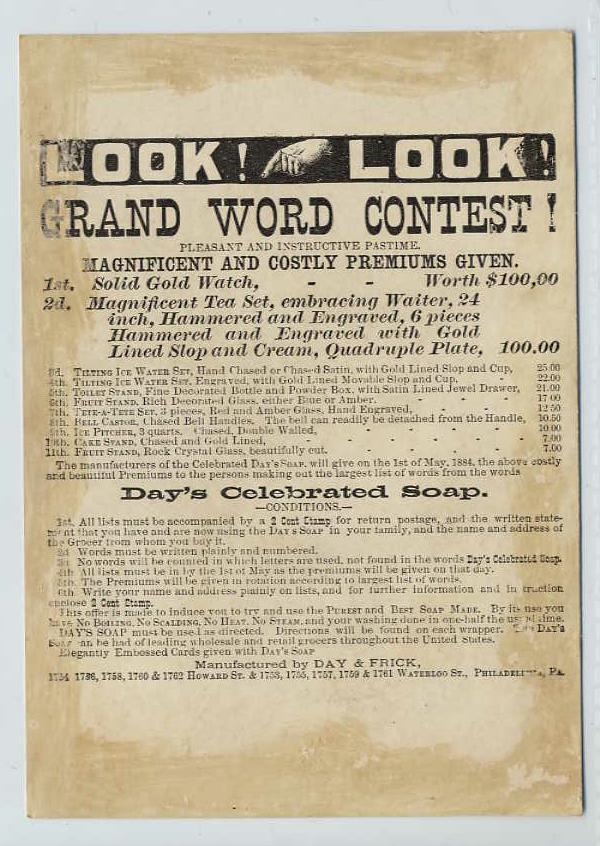 LOOK! LOOK!
GRAND WORD CONTEST!
PLEASANT AND INSTRUCTIVE PASTIME.
MAGNIFICENT AND COSTLY PREMIUMS GIVEN.
1st. Solid Gold Watch, - - Worth $100,00
2d. Magnificent Tea Set, embracing Waiter, 24
inch, Hammered and Engraved, 6 pieces
Hammered and Engraved with Gold
Lined Slop and Cream, Quadruple Plate, 100.00
3d. TILTING ICE WATER SET, Hand Chased or Chased Satin, with Gold Lined Slop and Cup, 25.00
4th. TILTING ICE WATER SET, Engraved, with Gold Lined Movable Slop and Cup, - 22.00
5th. TOILET STAND, Fine Decorated Bottle and Powder Box, with Satin Lined Jewel Drawer, 21.00
6th. FRUIT STAND, Rich Decorated Glass, either Blue or Amber. - - - 17 00
7th. TETE-A-TETE SET, 3 pieces, Red and Amber Glass, Hand Engraved, - - 12 50
8th. BELL CASTOR, Chased Bell Handles. The bell can readily be detached from the Handle, 10.50
9th. ICE PITCHER, 3 quarts. Chased, Double Walled, - - - - 10.00
10th. CAKE STAND, Chased and Gold Lined, - - - - - - 7.00
11th. FRUIT STAND, Rock Crystal Glass, beautifully cut. - - - - 7.00
The manufacturers of the Celebrated DAY'S SOAP, will give on the 1st of May, 1884, the above costly
and beautiful Premiums to the persons making out the largest list of words from the words
Day's Celebrated Soap.
—CONDITIONS.—
1st. All lists must be accompanied by a 2 Cent Stamp for return postage, and the written state-
ment that you have and are now using the DAY'S SOAP in your family, and the name and address of
the Grocer from whom you buy it.
2d Words must be written plainly and numbered.
3d No words will be counted in which letters are used, not found in the words Day's Celebrated Soap.
4th All lists must be in by the 1st of May as the premiums will be given on that day.
5th. The Premiums will be given in rotation according to largest list of words.
6th Write your name and address plainly on lists, and for further information and in truction
enclose 2 Cent Stamp.
This offer is made to induce you to try and use the PUREST and BEST SOAP MADE. By its use you
have NO BOILING, NO SCALDING, NO HEAT, NO STEAM, and your washing done in one-half the usual time.
DAY'S SOAP must be used as directed. Directions will be found on each wrapper. DAY'S
SOAP can be had of leading wholesale and retail grocers throughout the United States.
Elegantly Embossed Cards given with DAY'S SOAP
Manufactured by DAY & FRICK,
1754 1756, 1758, 1760 & 1762 HOWARD ST. & 1753, 1755, 1757, 1759 & 1761 WATERLOO ST., PHILADELPHIA, PA.